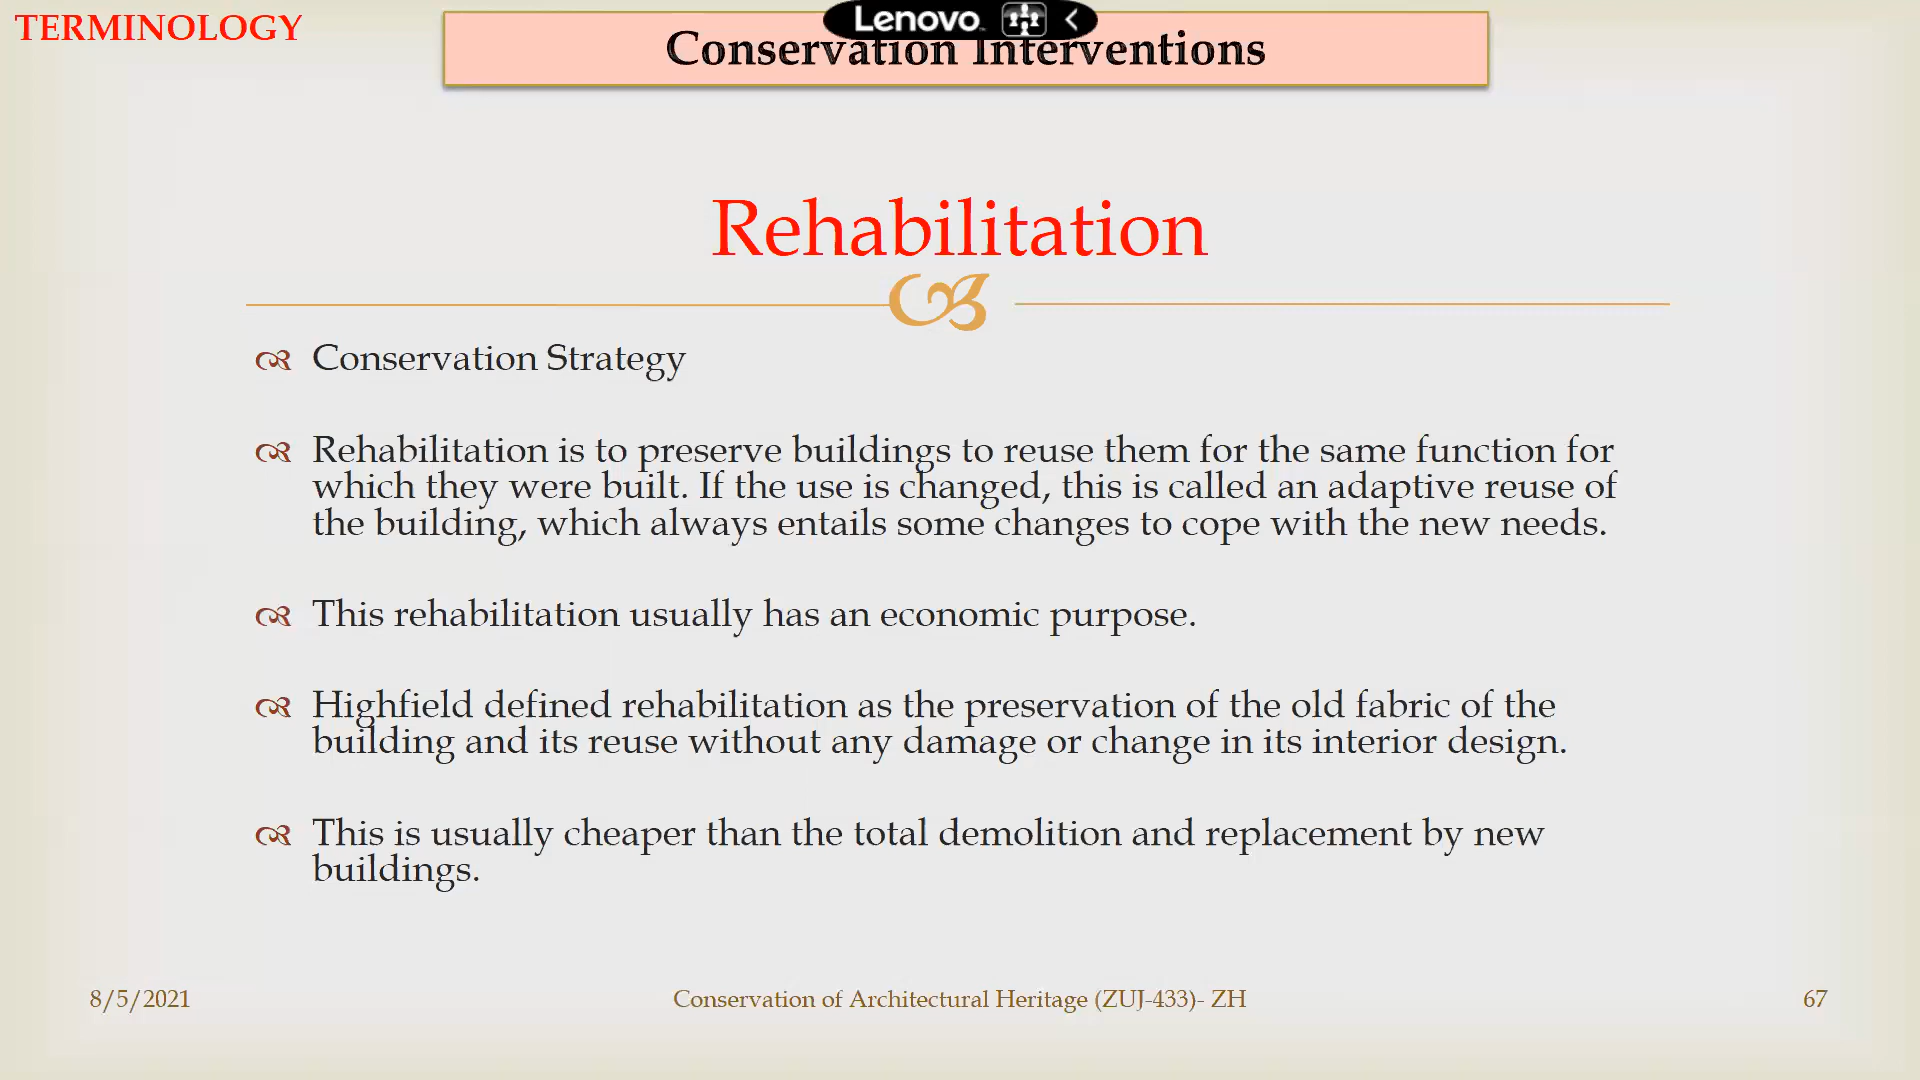 TERMINOLOGY
Lenovo
Conservation Interventions
Rehabilitation
Conservation Strategy
Rehabilitation is to preserve buildings to reuse them for the same function for
which they were built. If the use is changed, this is called an adaptive reuse of
the building, which always entails some changes to cope with the new needs.
This rehabilitation usually has an economic purpose.
Highfield defined rehabilitation as the preservation of the old fabric of the
building and its reuse without any damage or change in its interior design.
This is usually cheaper than the total demolition and replacement by new
buildings.
8/5/2021
Conservation of Architectural Heritage (ZUJ-433)- ZH
67